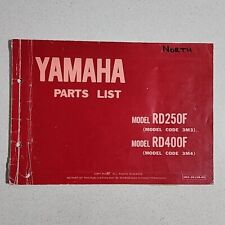 NORTH
YAMAHA
PARTS LIST
MODEL RD250F
(MODEL CODE 3M3)
MODEL RD400F
(MODEL CODE 3M4)